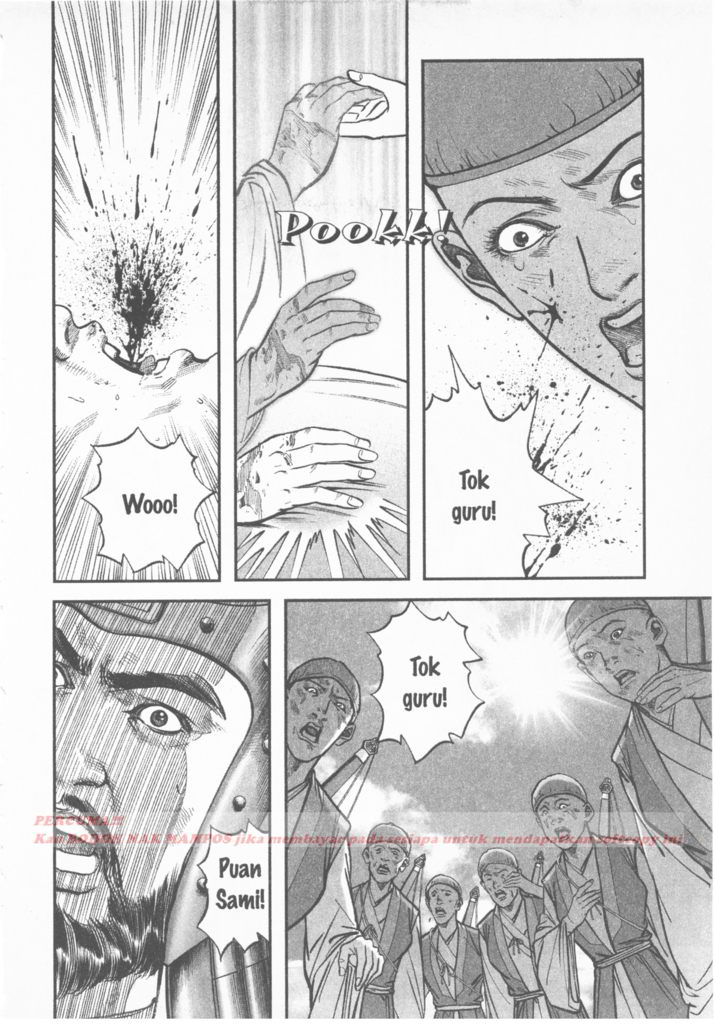 Pookk!
Wooo!
Tok
guru!
Tok
guru!
Puan
Sami!
PERCUMA!!!
Kau BODOH NAK MAMPOS jika membayar pada sesiapa untuk mendapatkan softcopy ini